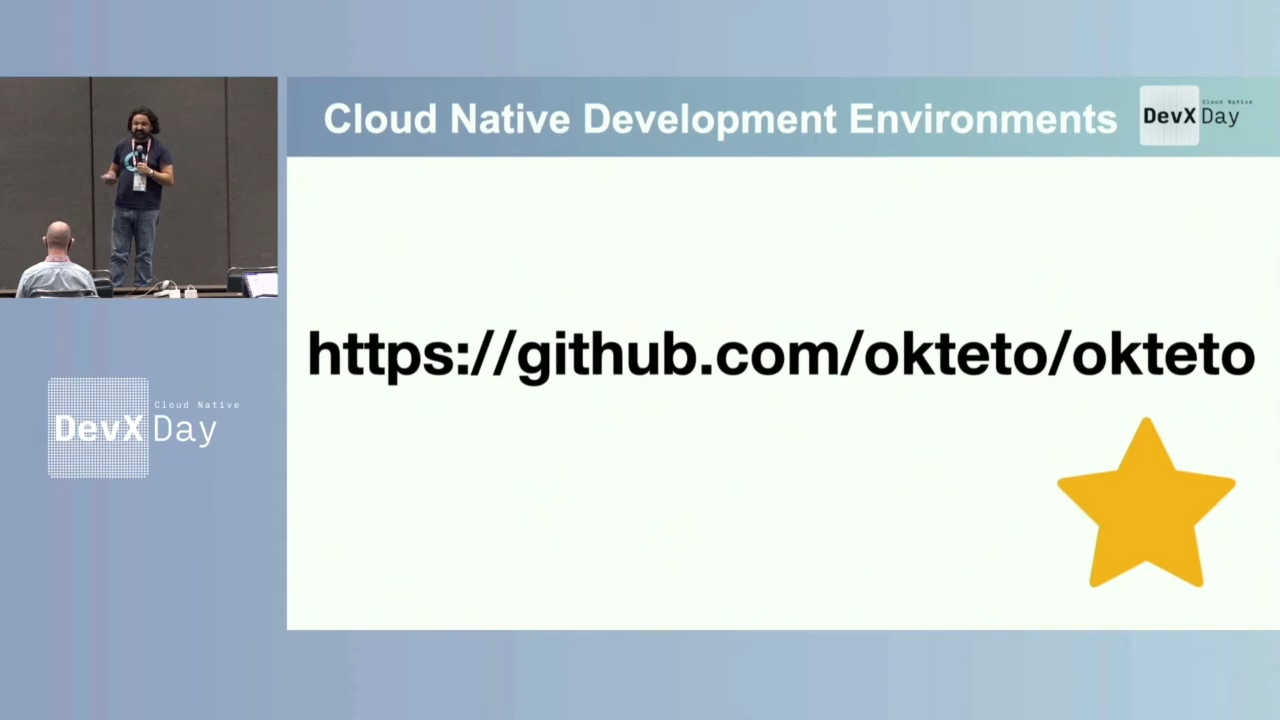 Cloud Native Development Environments
Cloud Native
DevX Day
https://github.com/okteto/okteto
Cloud Native
DevX Day